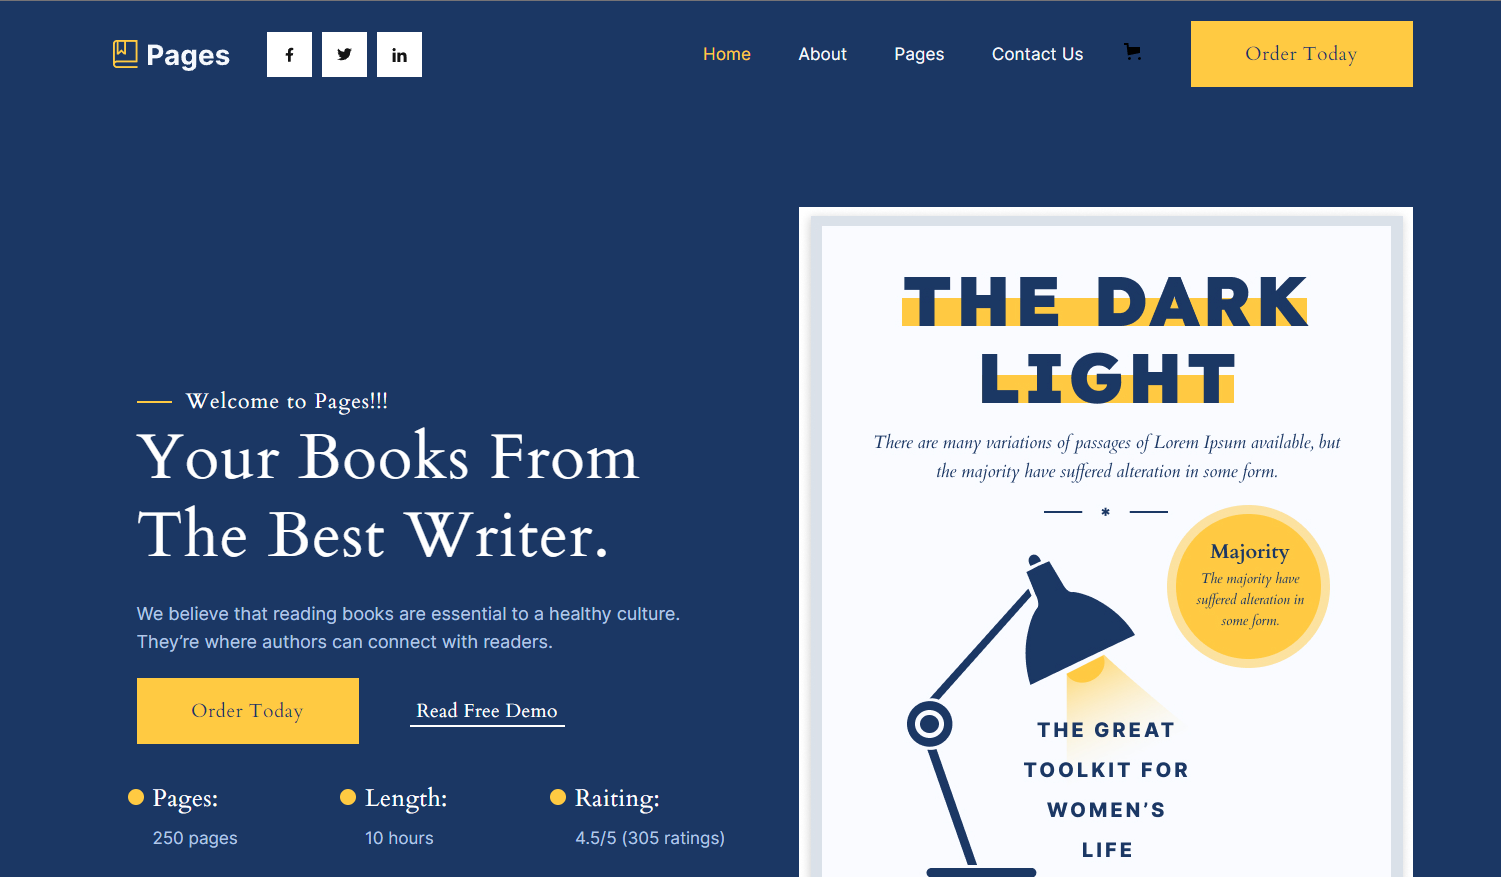 Pages
Home
About
Pages
Contact Us
Order Today
Welcome to Pages!!!
Your Books From
The Best Writer.
We believe that reading books are essential to a healthy culture.
They’re where authors can connect with readers.
Order Today
Read Free Demo
Pages:
250 pages
Length:
10 hours
Raiting:
4.5/5 (305 ratings)
THE DARK
LIGHT
There are many variations of passages of Lorem Ipsum available, but
the majority have suffered alteration in some form.
*
Majority
The majority have
suffered alteration in
some form.
THE GREAT
TOOLKIT FOR
WOMEN’S
LIFE